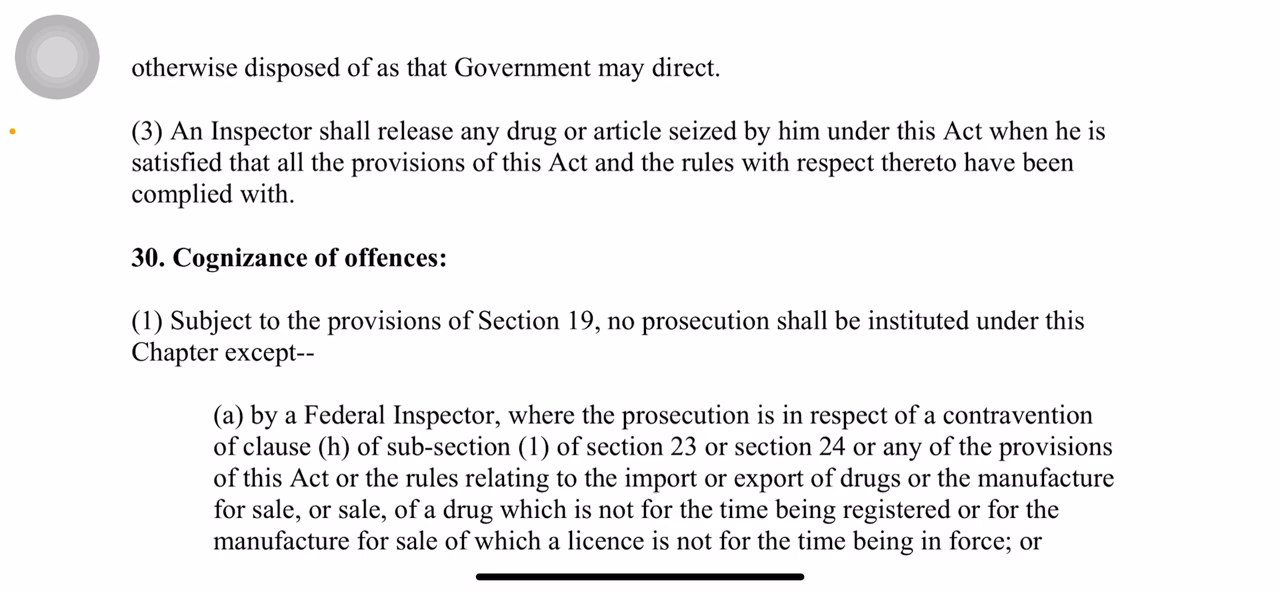 otherwise disposed of as that Government may direct.
(3) An Inspector shall release any drug or article seized by him under this Act when he is
satisfied that all the provisions of this Act and the rules with respect thereto have been
complied with.
30. Cognizance of offences:
(1) Subject to the provisions of Section 19, no prosecution shall be instituted under this
Chapter except--
(a) by a Federal Inspector, where the prosecution is in respect of a contravention
of clause (h) of sub-section (1) of section 23 or section 24 or any of the provisions
of this Act or the rules relating to the import or export of drugs or the manufacture
for sale, or sale, of a drug which is not for the time being registered or for the
manufacture for sale of which a licence is not for the time being in force; or